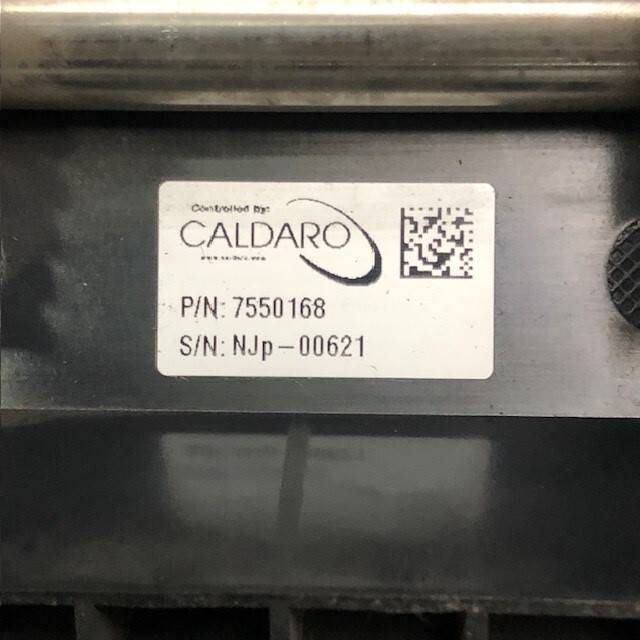 Controlled by:
CALDARO
P/N: 7550168
S/N: NJp-00621